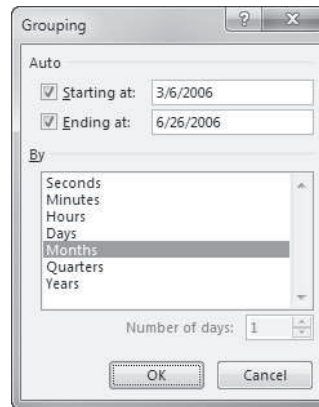 Grouping
Auto
Starting at: 3/6/2006
Ending at: 6/26/2006
By
Seconds
Minutes
Hours
Days
Months
Quarters
Years
Number of days: 1
OK Cancel